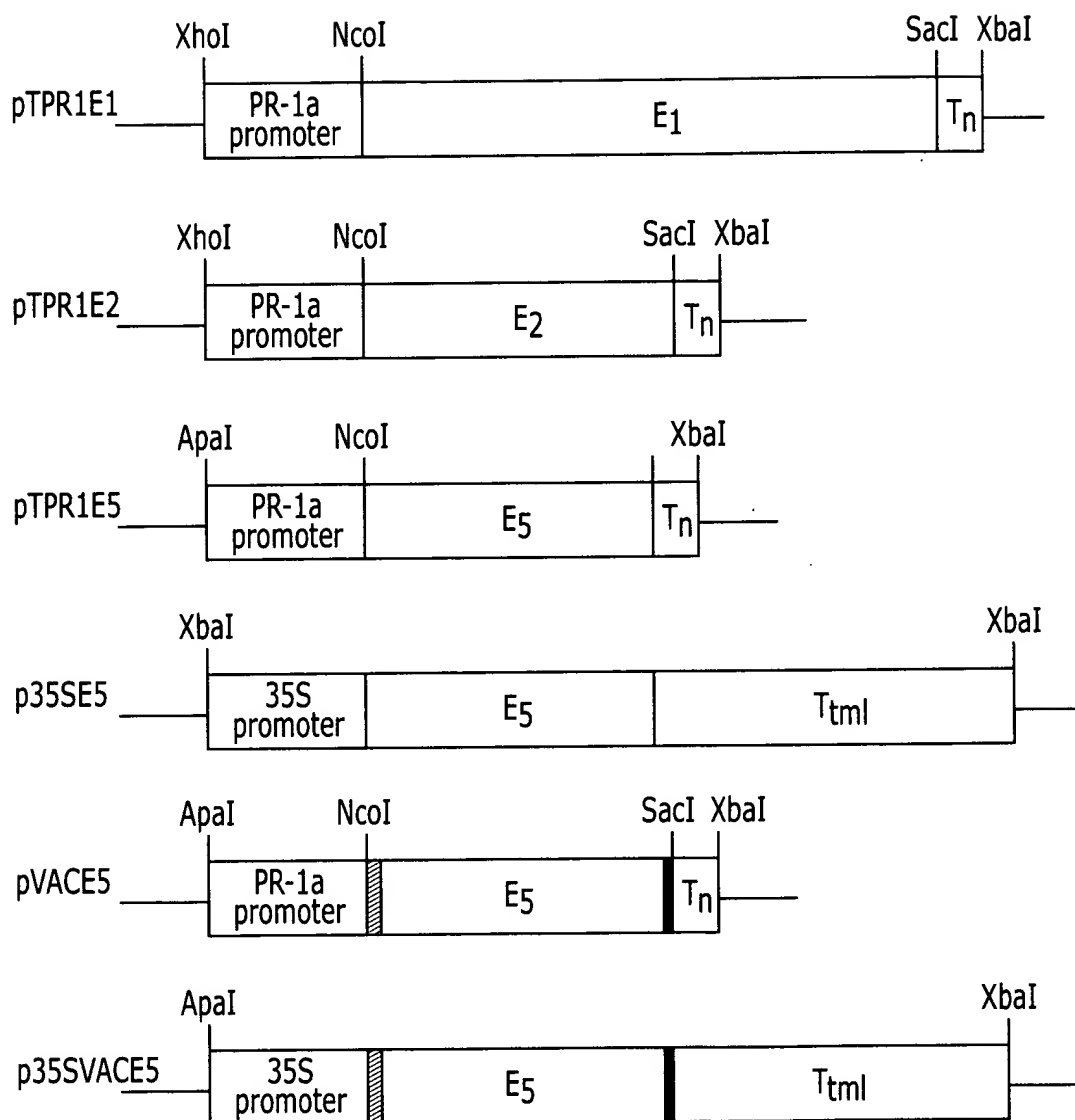 XhoI NcoI SacI XbaI
pTPR1E1
PR-1a
promoter
E1
Tn
XhoI NcoI SacI XbaI
pTPR1E2
PR-1a
promoter
E2
Tn
ApaI NcoI XbaI
pTPR1E5
PR-1a
promoter
E5
Tn
XbaI XbaI
p35SE5
35S
promoter
E5
Ttml
ApaI NcoI SacI XbaI
pVACE5
PR-1a
promoter
E5
Tn
ApaI XbaI
p35SVACE5
35S
promoter
E5
Ttml